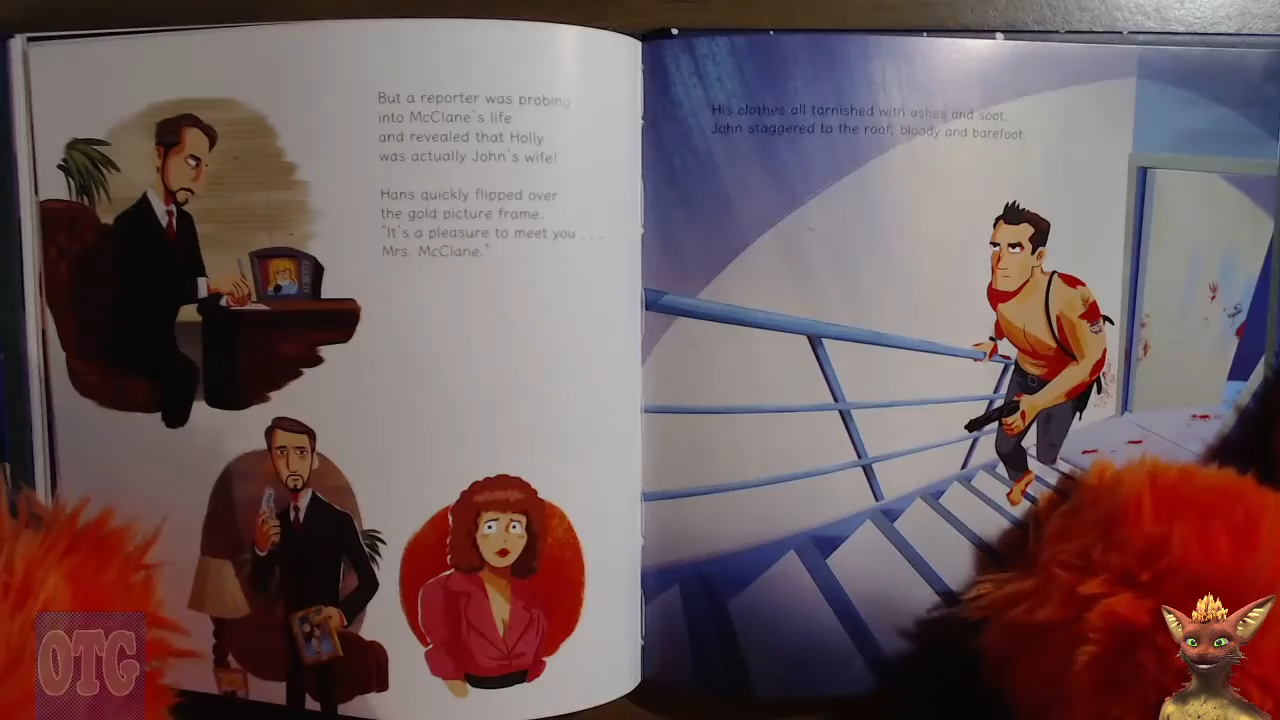 But a reporter was probing
into McClane's life
and revealed that Holly
was actually John's wife!
Hans quickly flipped over
the gold picture frame.
"It's a pleasure to meet you . . .
Mrs. McClane."
His clothes all tarnished with ashes and soot,
John staggered to the roof, bloody and barefoot.
OTG